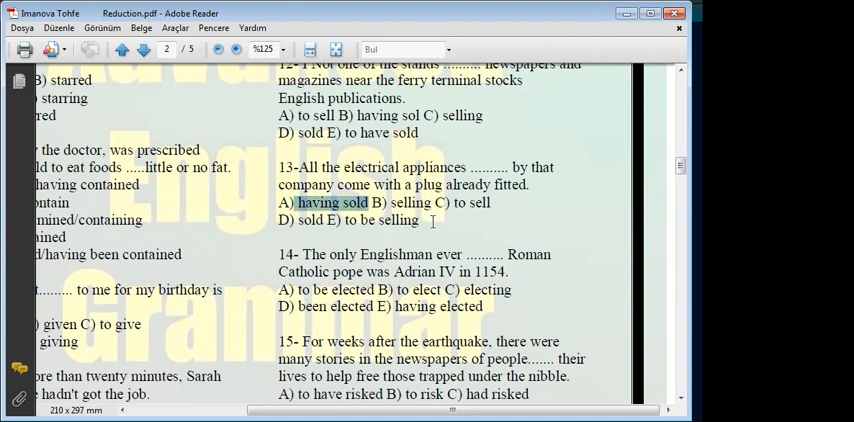 Imanova Tohfe Reduction.pdf - Adobe Reader
Dosya Düzenle Görünüm Belge Araçlar Pencere Yardım
2 / 5 %125 Bul
B) starred
starring
the doctor, was prescribed
to eat foods .....little or no fat.
having contained
/containing
/having been contained
......... to me for my birthday is
given C) to give
giving
more than twenty minutes, Sarah
hadn't got the job.
12- I Not one of the stands .......... newspapers and
magazines near the ferry terminal stocks
English publications.
A) to sell B) having sol C) selling
D) sold E) to have sold
13-All the electrical appliances .......... by that
company come with a plug already fitted.
A) having sold B) selling C) to sell
D) sold E) to be selling
14- The only Englishman ever .......... Roman
Catholic pope was Adrian IV in 1154.
A) to be elected B) to elect C) electing
D) been elected E) having elected
15- For weeks after the earthquake, there were
many stories in the newspapers of people....... their
lives to help free those trapped under the nibble.
A) to have risked B) to risk C) had risked
210 x 297 mm
Advanced
English
Grammar